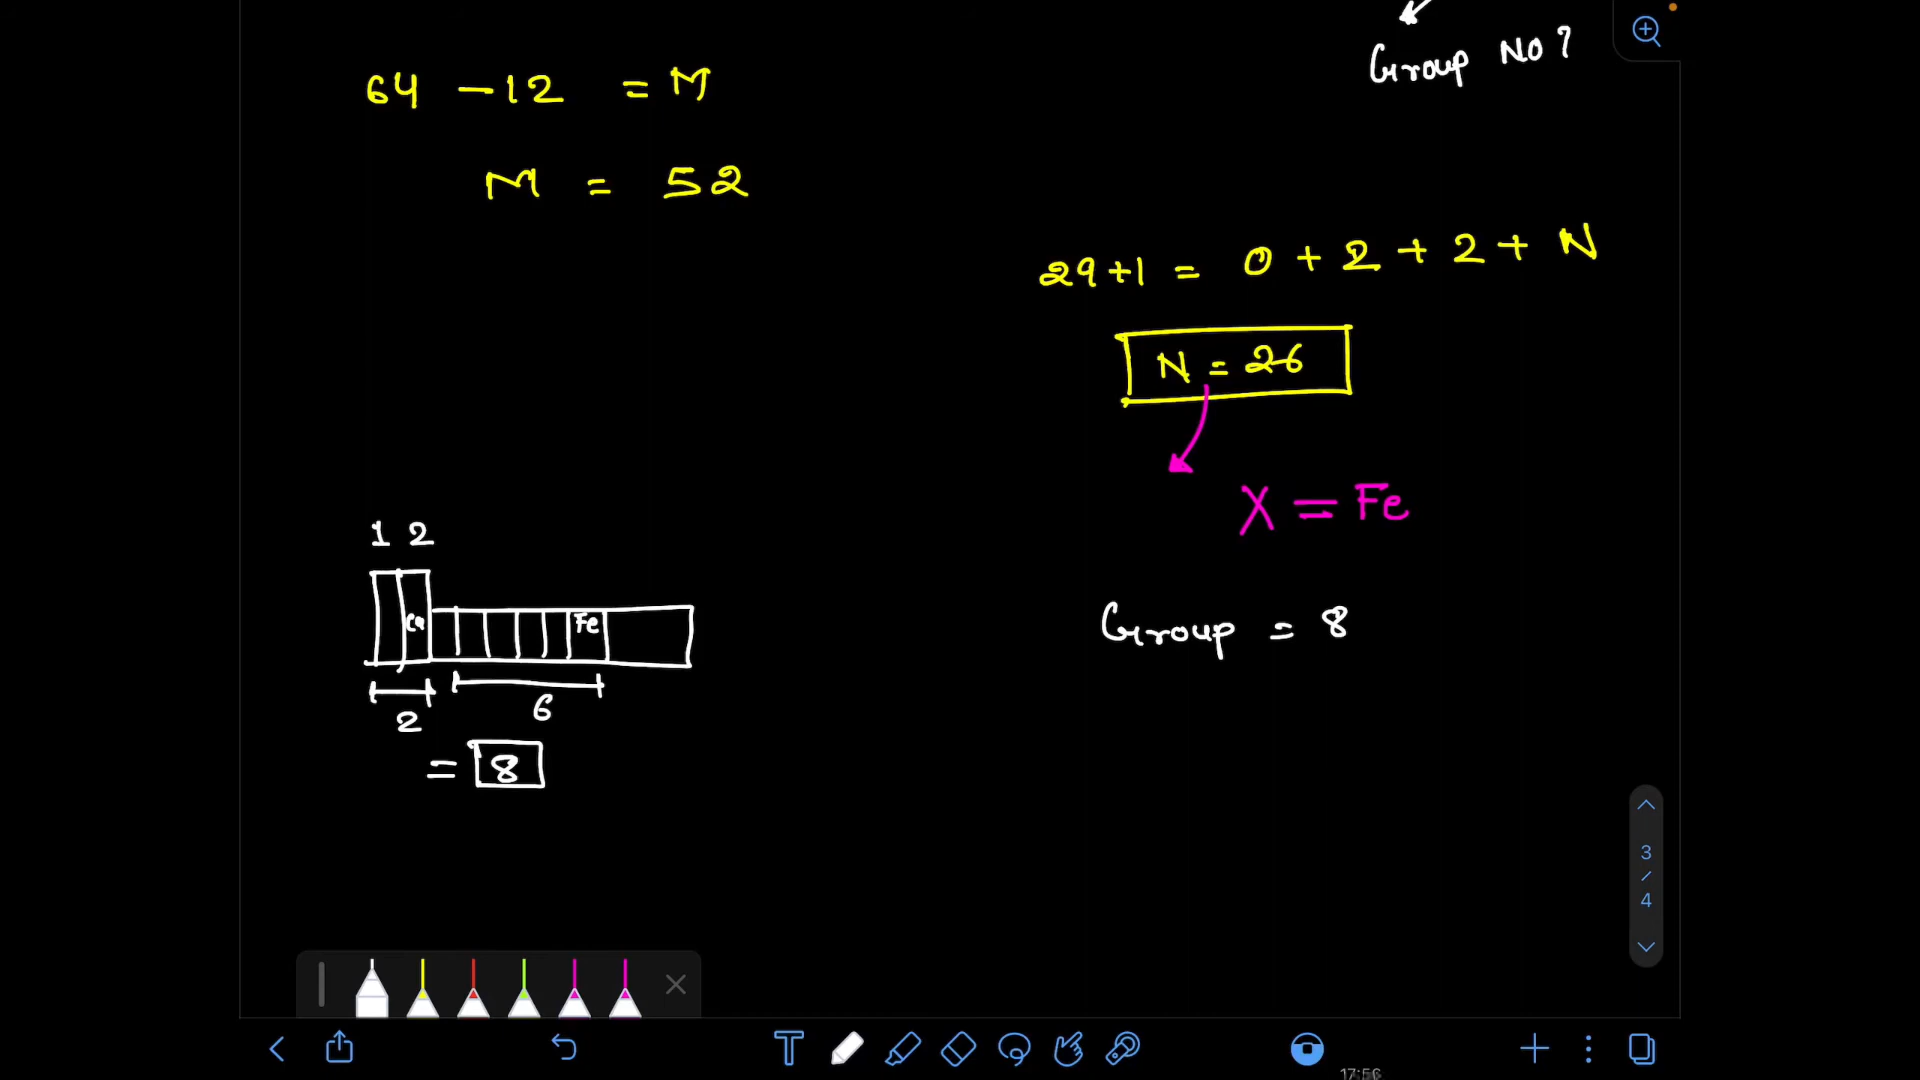 Group No?
64 - 12 = M
M = 52
29+1 = 0 + 2 + 2 + N
N = 26
X = Fe
1 2
Ca
Fe
2
6
= 8
Group = 8
3
/
4
T
17:56